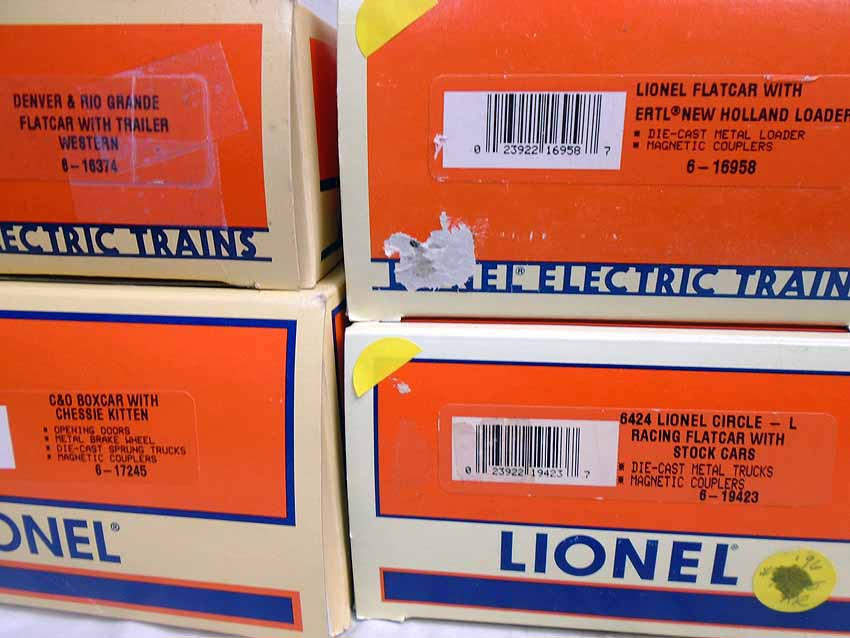 DENVER & RIO GRANDE
FLATCAR WITH TRAILER
WESTERN
6-16374
ECTRIC TRAINS
LIONEL FLATCAR WITH
ERTL® NEW HOLLAND LOADER
▪ DIE-CAST METAL LOADER
▪ MAGNETIC COUPLERS
6-16958
0 23922 16958 7
LIONEL® ELECTRIC TRAIN
C&O BOXCAR WITH
CHESSIE KITTEN
▪ OPENING DOORS
▪ METAL BRAKE WHEEL
▪ DIE-CAST SPRUNG TRUCKS
▪ MAGNETIC COUPLERS
6-17245
ONEL®
6424 LIONEL CIRCLE - L
RACING FLATCAR WITH
STOCK CARS
▪ DIE-CAST METAL TRUCKS
▪ MAGNETIC COUPLERS
6-19423
0 23922 19423 7
LIONEL®